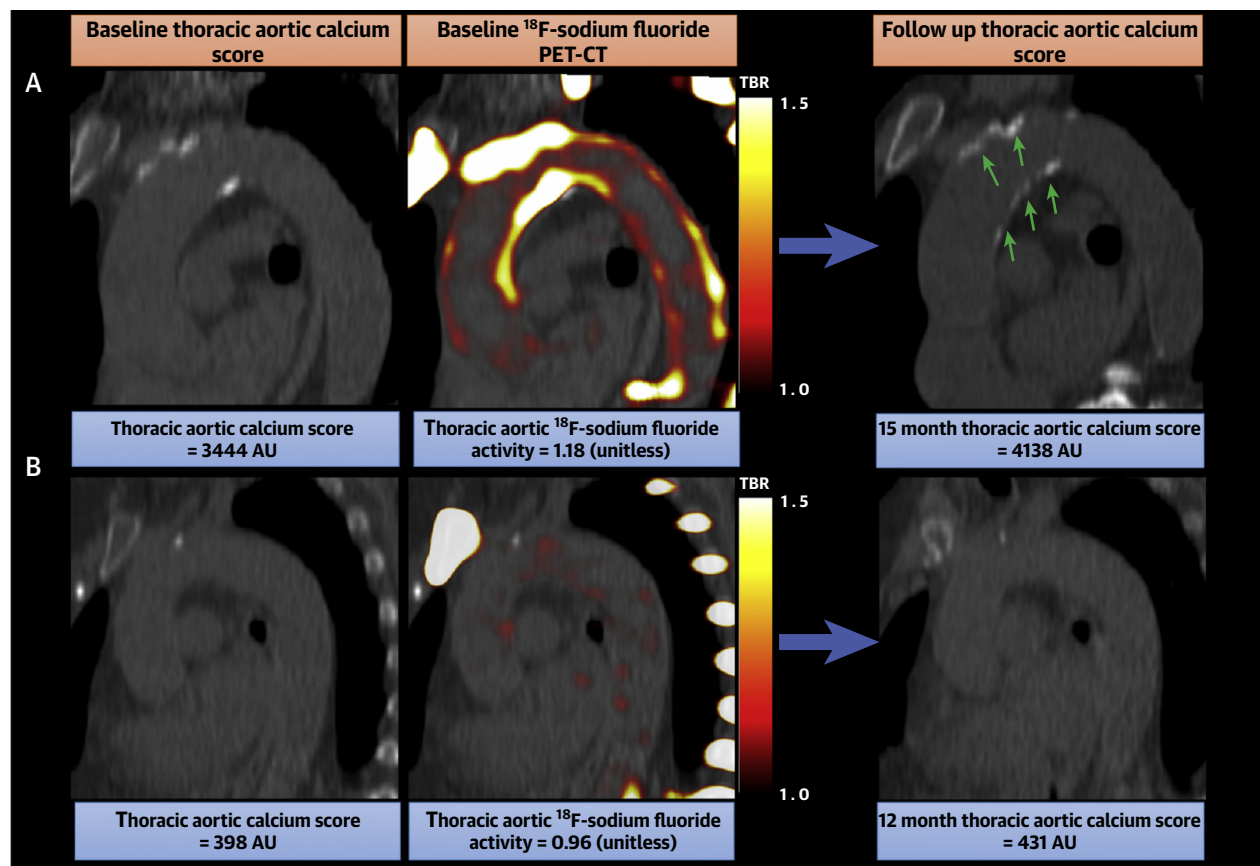 Baseline thoracic aortic calcium
score
Baseline ¹⁸F-sodium fluoride
PET-CT
Follow up thoracic aortic calcium
score
A
TBR
1.5
1.0
Thoracic aortic calcium score
= 3444 AU
Thoracic aortic ¹⁸F-sodium fluoride
activity = 1.18 (unitless)
15 month thoracic aortic calcium score
= 4138 AU
B
TBR
1.5
1.0
Thoracic aortic calcium score
= 398 AU
Thoracic aortic ¹⁸F-sodium fluoride
activity = 0.96 (unitless)
12 month thoracic aortic calcium score
= 431 AU